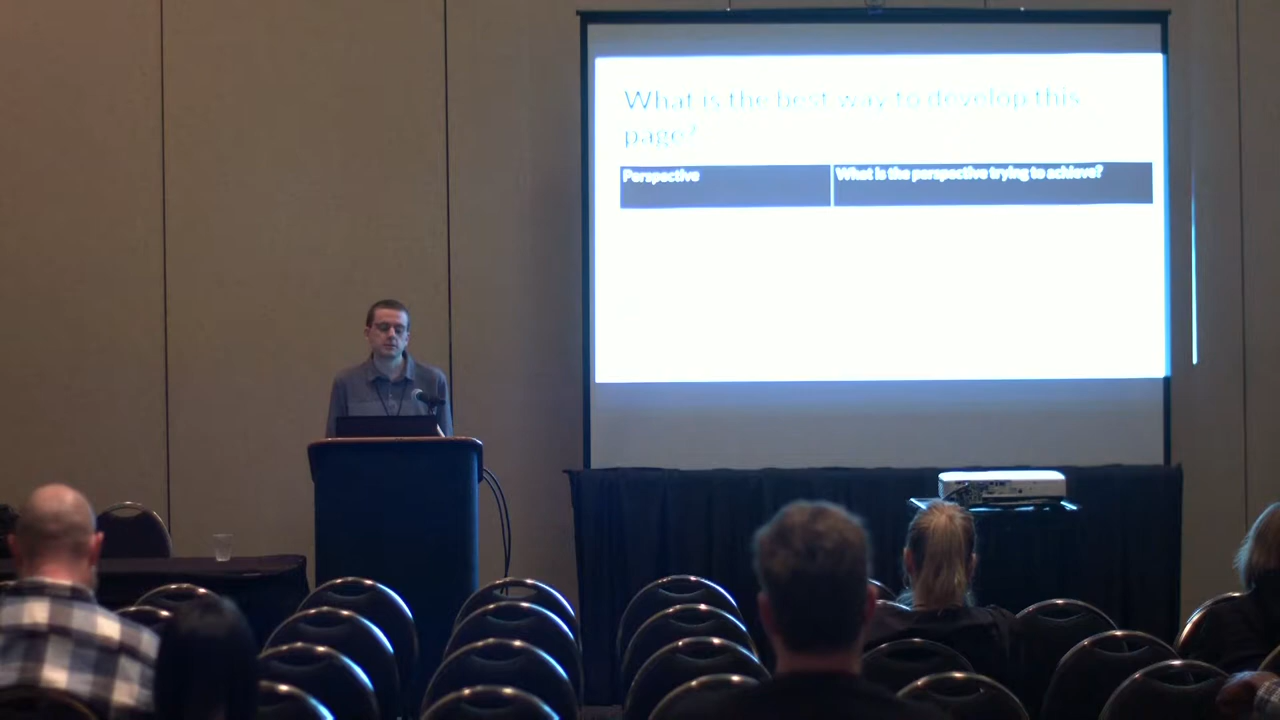 What is the best way to develop this
page?
Perspective
What is the perspective trying to achieve?